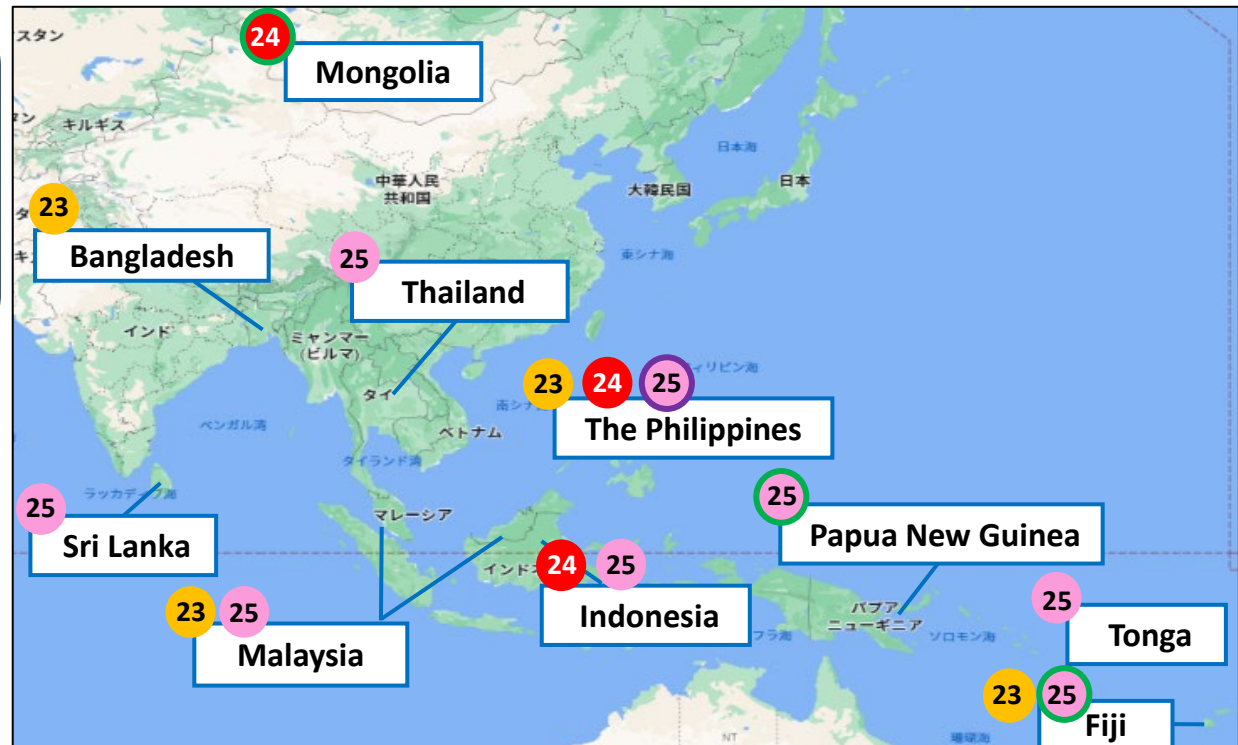 スタン
24
Mongolia
キルギス
日本海
中華人民
共和国
大韓民国
日本
23
Bangladesh
東シナ海
25
Thailand
インド
ミャンマー
(ビルマ)
タイ
ィリピン海
23 24 25
南シナ
The Philippines
ベンガル湾
ベトナム
タイランド湾
ラッカディブ海
25
Sri Lanka
マレーシア
25
Papua New Guinea
インドネ
24 25
Indonesia
23 25
Malaysia
パプア
ニューギニア
ソロモン海
フラ海
25
Tonga
23 25
Fiji
珊瑚海
NT